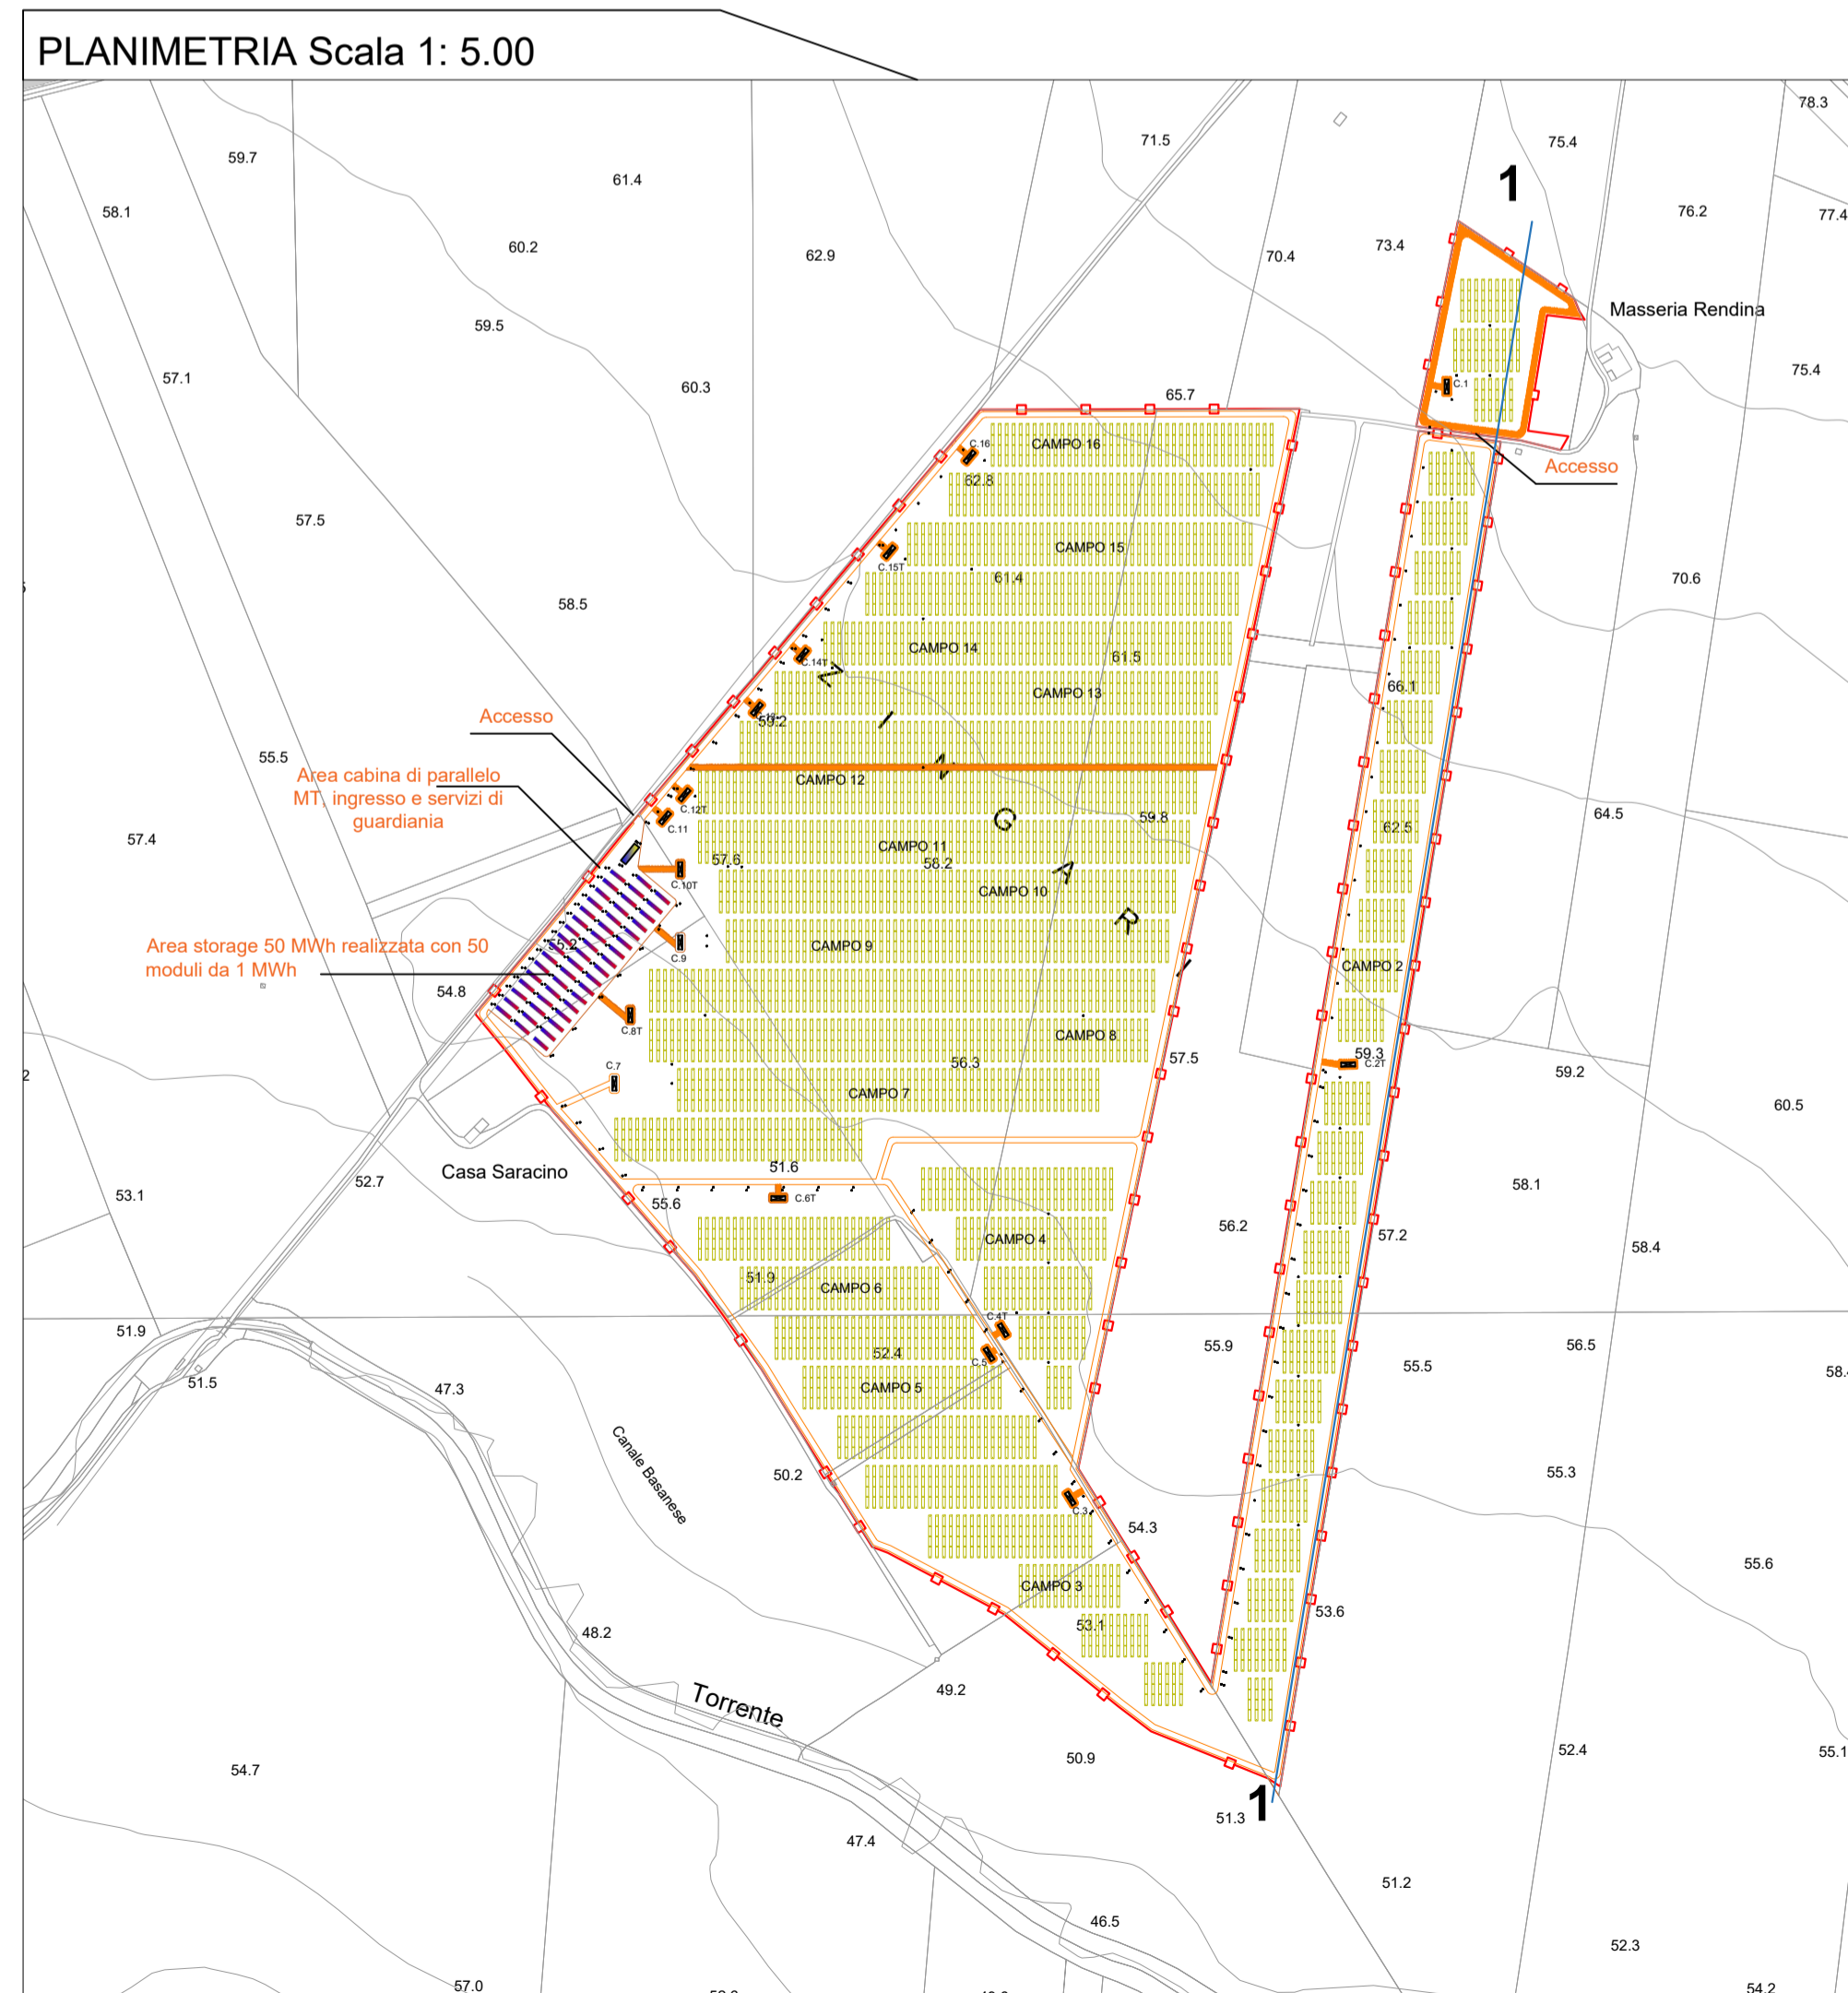 PLANIMETRIA Scala 1: 5.00
78.3
71.5
75.4
59.7
61.4
1
58.1
76.2
77.4
60.2
62.9
70.4
73.4
Masseria Rendina
59.5
57.1
60.3
65.7
75.4
C.1
C.16
CAMPO 16
Accesso
62.8
57.5
CAMPO 15
C.15T
61.4
70.6
58.5
CAMPO 14
61.5
C.14T
CAMPO 13
66.1
Accesso
59.2
55.5
Area cabina di parallelo
MT, ingresso e servizi di
guardiania
CAMPO 12
C.12T
C.11
59.8
64.5
62.5
57.4
CAMPO 11
57.6
58.2
C.10T
CAMPO 10
N I N G A R I
Area storage 50 MWh realizzata con 50
moduli da 1 MWh
55.2
C.9
CAMPO 9
CAMPO 2
54.8
C.8T
CAMPO 8
56.3
57.5
59.3
C.2T
59.2
C.7
CAMPO 7
60.5
Casa Saracino
51.6
52.7
53.1
C.6T
55.6
58.1
56.2
57.2
CAMPO 4
58.4
51.9
CAMPO 6
C.4T
51.9
52.4
C.5
55.9
55.5
56.5
58.
51.5
47.3
CAMPO 5
Canale Basanese
50.2
55.3
C.3
54.3
55.6
CAMPO 3
53.1
53.6
48.2
49.2
Torrente
50.9
52.4
55.1
54.7
1
51.3
47.4
51.2
46.5
52.3
57.0
54.2